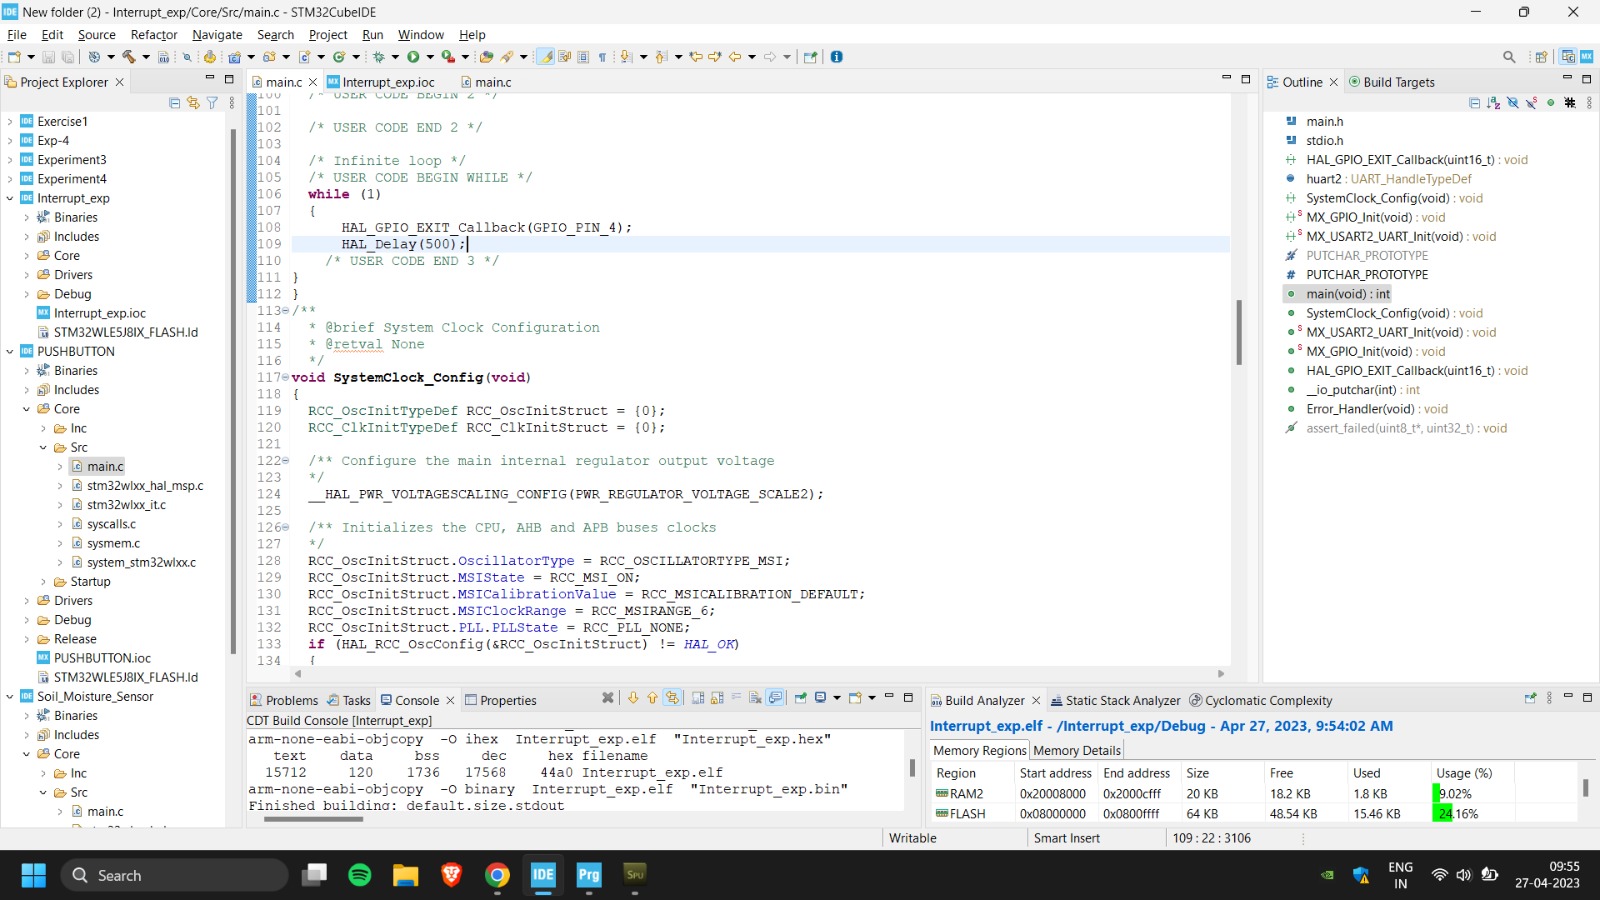 New folder (2) - Interrupt_exp/Core/Src/main.c - STM32CubeIDE
File Edit Source Refactor Navigate Search Project Run Window Help
Project Explorer
Exercise1
Exp-4
Experiment3
Experiment4
Interrupt_exp
Binaries
Includes
Core
Drivers
Debug
Interrupt_exp.ioc
STM32WLE5J8IX_FLASH.ld
PUSHBUTTON
Binaries
Includes
Core
Inc
Src
main.c
stm32wlxx_hal_msp.c
stm32wlxx_it.c
syscalls.c
sysmem.c
system_stm32wlxx.c
Startup
Drivers
Debug
Release
PUSHBUTTON.ioc
STM32WLE5J8IX_FLASH.ld
Soil_Moisture_Sensor
Binaries
Includes
Core
Inc
Src
main.c
main.c Interrupt_exp.ioc main.c
100 /* USER CODE BEGIN 2 */
101
102 /* USER CODE END 2 */
103
104 /* Infinite loop */
105 /* USER CODE BEGIN WHILE */
106 while (1)
107 {
108 HAL_GPIO_EXIT_Callback(GPIO_PIN_4);
109 HAL_Delay(500);
110 /* USER CODE END 3 */
111 }
112 }
113 /**
114 * @brief System Clock Configuration
115 * @retval None
116 */
117 void SystemClock_Config(void)
118 {
119 RCC_OscInitTypeDef RCC_OscInitStruct = {0};
120 RCC_ClkInitTypeDef RCC_ClkInitStruct = {0};
121
122 /** Configure the main internal regulator output voltage
123 */
124 __HAL_PWR_VOLTAGESCALING_CONFIG(PWR_REGULATOR_VOLTAGE_SCALE2);
125
126 /** Initializes the CPU, AHB and APB buses clocks
127 */
128 RCC_OscInitStruct.OscillatorType = RCC_OSCILLATORTYPE_MSI;
129 RCC_OscInitStruct.MSIState = RCC_MSI_ON;
130 RCC_OscInitStruct.MSICalibrationValue = RCC_MSICALIBRATION_DEFAULT;
131 RCC_OscInitStruct.MSIClockRange = RCC_MSIRANGE_6;
132 RCC_OscInitStruct.PLL.PLLState = RCC_PLL_NONE;
133 if (HAL_RCC_OscConfig(&RCC_OscInitStruct) != HAL_OK)
134 {
Outline Build Targets
main.h
stdio.h
HAL_GPIO_EXIT_Callback(uint16_t) : void
huart2 : UART_HandleTypeDef
SystemClock_Config(void) : void
MX_GPIO_Init(void) : void
MX_USART2_UART_Init(void) : void
PUTCHAR_PROTOTYPE
PUTCHAR_PROTOTYPE
main(void) : int
SystemClock_Config(void) : void
MX_USART2_UART_Init(void) : void
MX_GPIO_Init(void) : void
HAL_GPIO_EXIT_Callback(uint16_t) : void
__io_putchar(int) : int
Error_Handler(void) : void
assert_failed(uint8_t*, uint32_t) : void
Problems Tasks Console Properties
CDT Build Console [Interrupt_exp]
arm-none-eabi-objcopy -O ihex Interrupt_exp.elf "Interrupt_exp.hex"
text data bss dec hex filename
15712 120 1736 17568 44a0 Interrupt_exp.elf
arm-none-eabi-objcopy -O binary Interrupt_exp.elf "Interrupt_exp.bin"
Finished building: default.size.stdout
Build Analyzer Static Stack Analyzer Cyclomatic Complexity
Interrupt_exp.elf - /Interrupt_exp/Debug - Apr 27, 2023, 9:54:02 AM
Memory Regions Memory Details
Region Start address End address Size Free Used Usage (%)
RAM2 0x20008000 0x2000cfff 20 KB 18.2 KB 1.8 KB 9.02%
FLASH 0x08000000 0x0800ffff 64 KB 48.54 KB 15.46 KB 24.16%
Writable Smart Insert 109 : 22 : 3106
Search
IDE
Prg
Spu
ENG
IN
09:55
27-04-2023